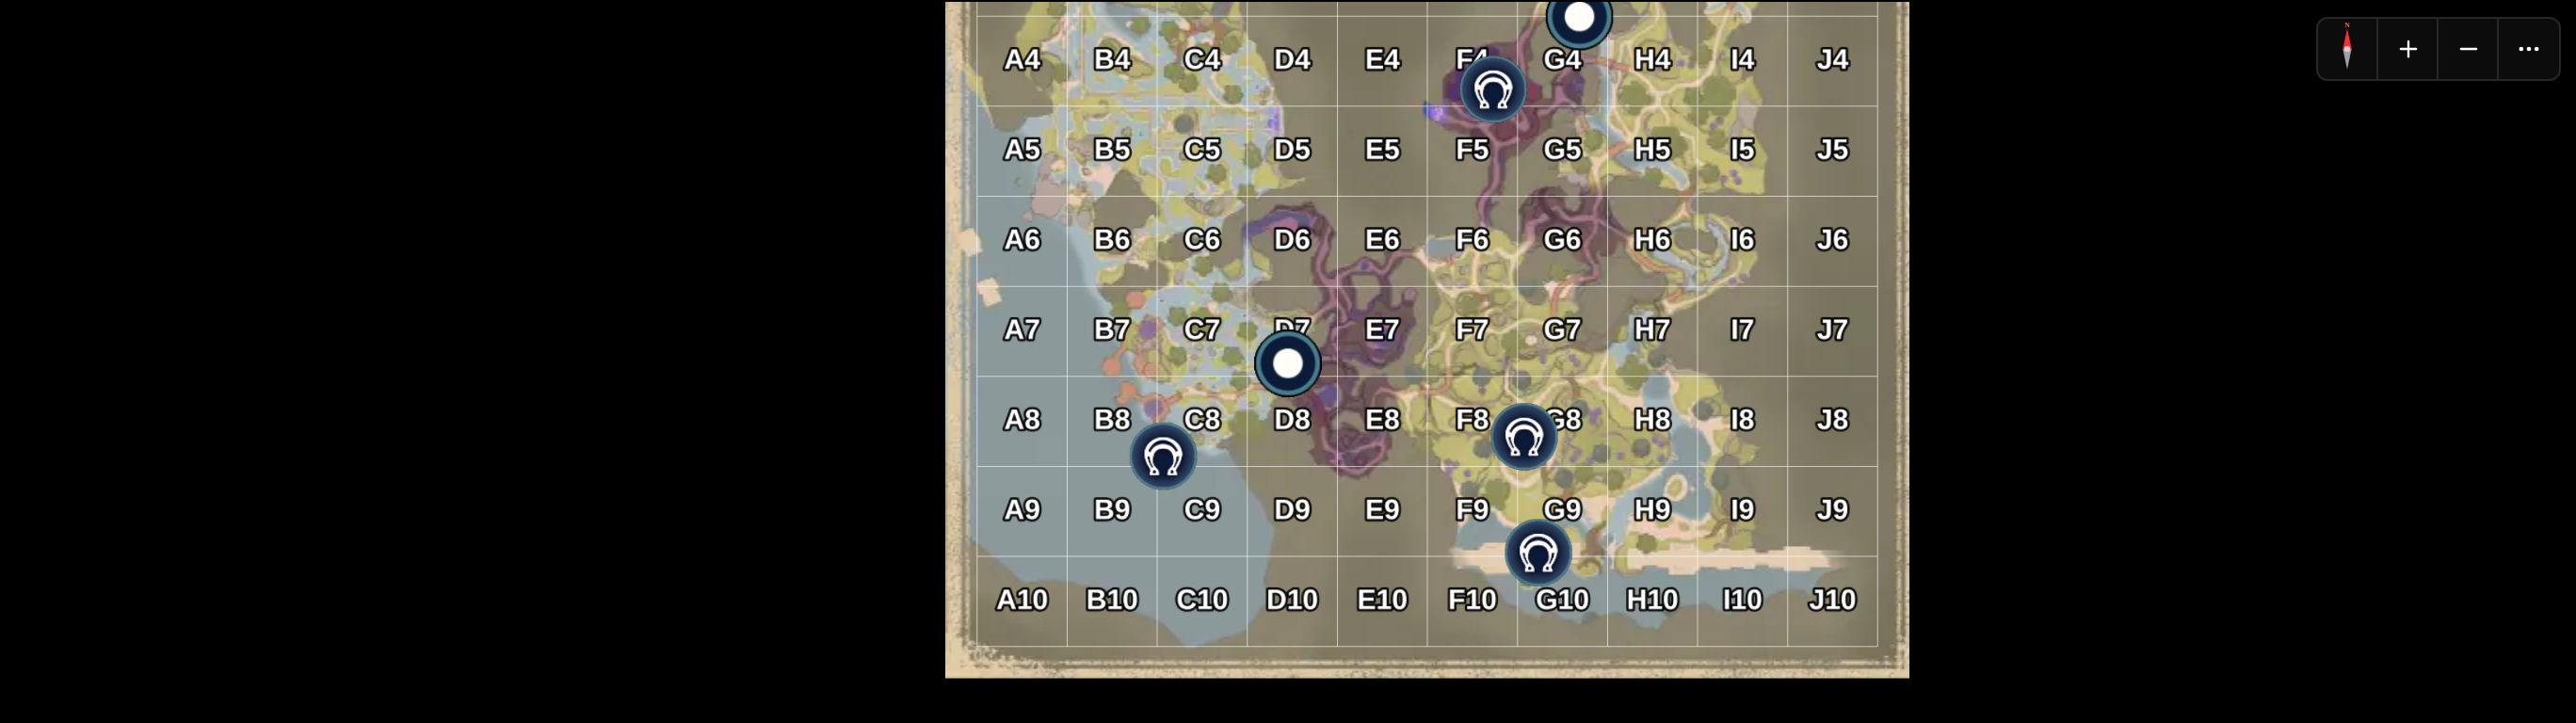 A4 B4 C4 D4 E4 F4 G4 H4 I4 J4
A5 B5 C5 D5 E5 F5 G5 H5 I5 J5
A6 B6 C6 D6 E6 F6 G6 H6 I6 J6
A7 B7 C7 D7 E7 F7 G7 H7 I7 J7
A8 B8 C8 D8 E8 F8 G8 H8 I8 J8
A9 B9 C9 D9 E9 F9 G9 H9 I9 J9
A10 B10 C10 D10 E10 F10 G10 H10 I10 J10
N